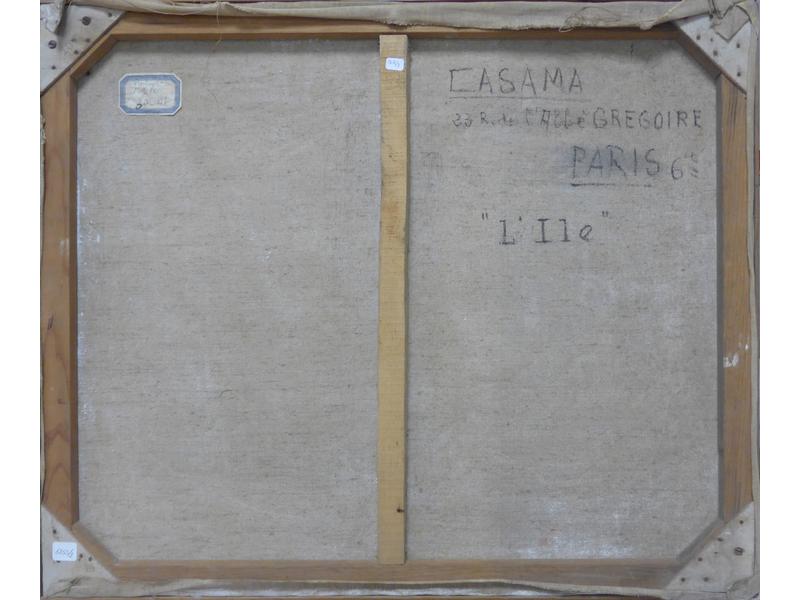 CASAMA
33 R. de l'Abbé GREGOIRE
PARIS 6e
"L'Ile"